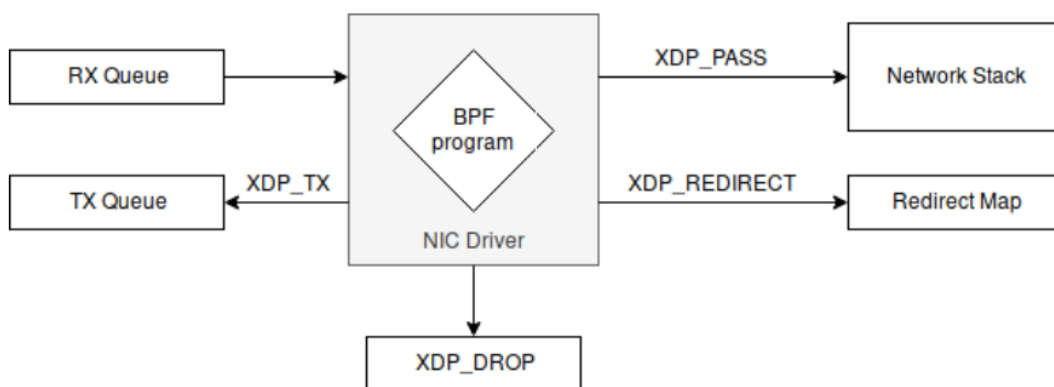 RX Queue
BPF
program
XDP_PASS
Network Stack
TX Queue
XDP_TX
XDP_REDIRECT
Redirect Map
NIC Driver
XDP_DROP